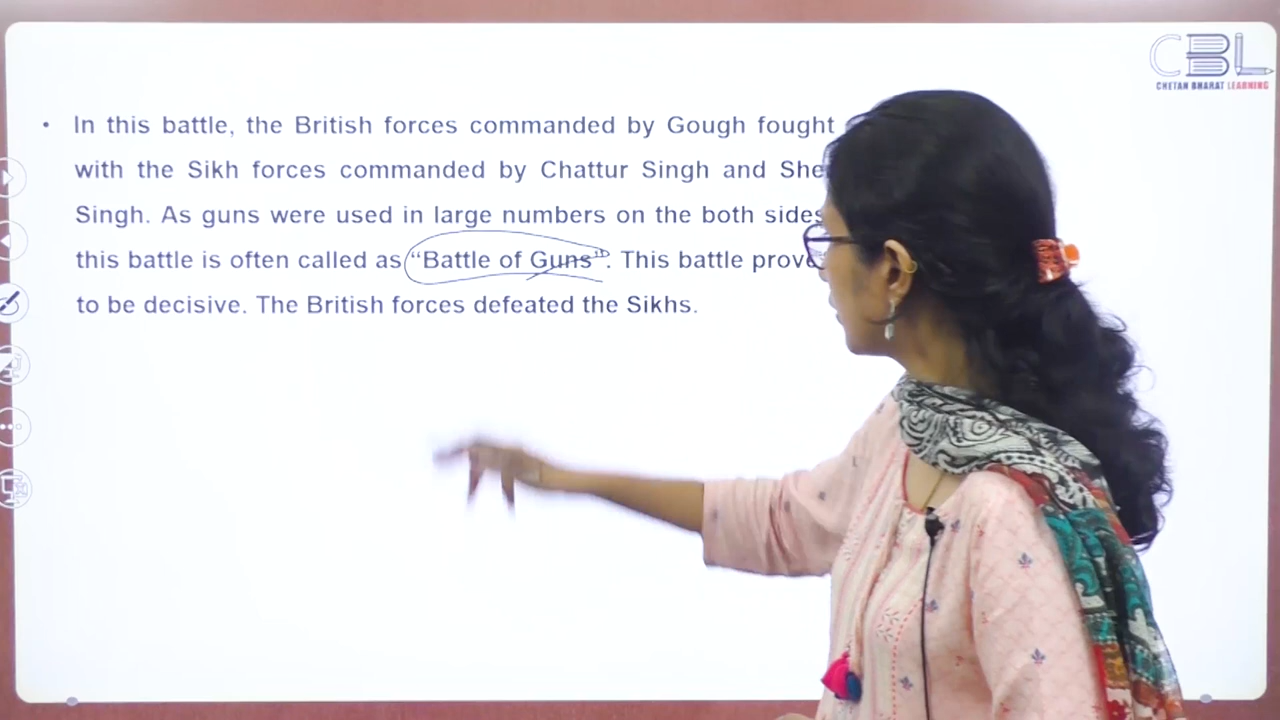 CBL
CHETAN BHARAT LEARNING
• In this battle, the British forces commanded by Gough fought
with the Sikh forces commanded by Chattur Singh and
Singh. As guns were used in large numbers on the both sides
this battle is often called as “Battle of Guns”. This battle
to be decisive. The British forces defeated the Sikhs.